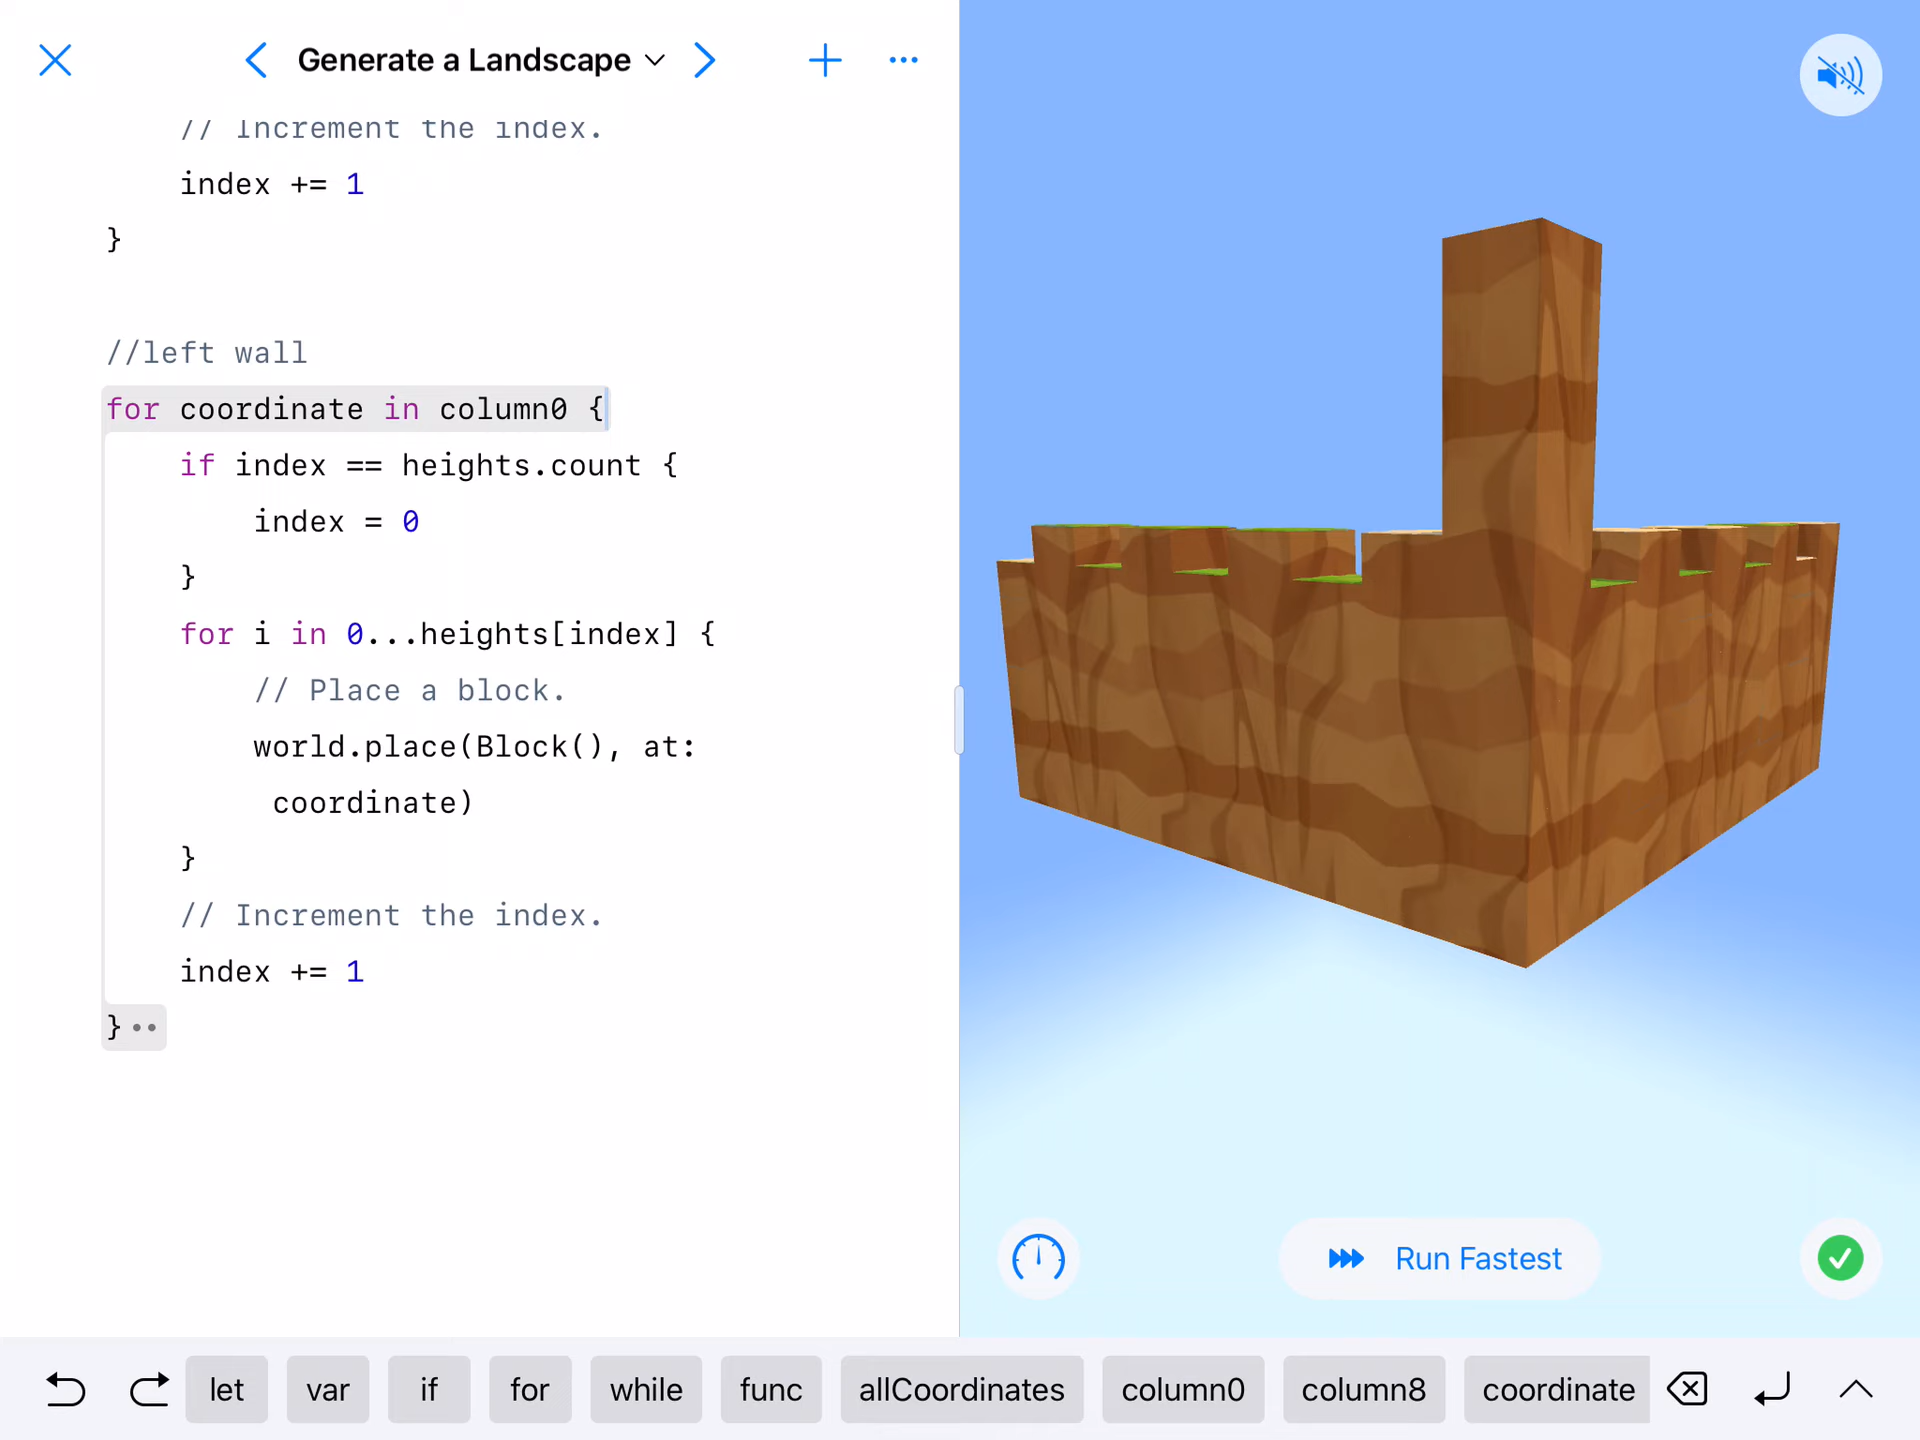 Generate a Landscape
// Increment the index.
index += 1
}
//left wall
for coordinate in column0 {
if index == heights.count {
index = 0
}
for i in 0...heights[index] {
// Place a block.
world.place(Block(), at:
coordinate)
}
// Increment the index.
index += 1
}
Run Fastest
let var if for while func allCoordinates column0 column8 coordinate